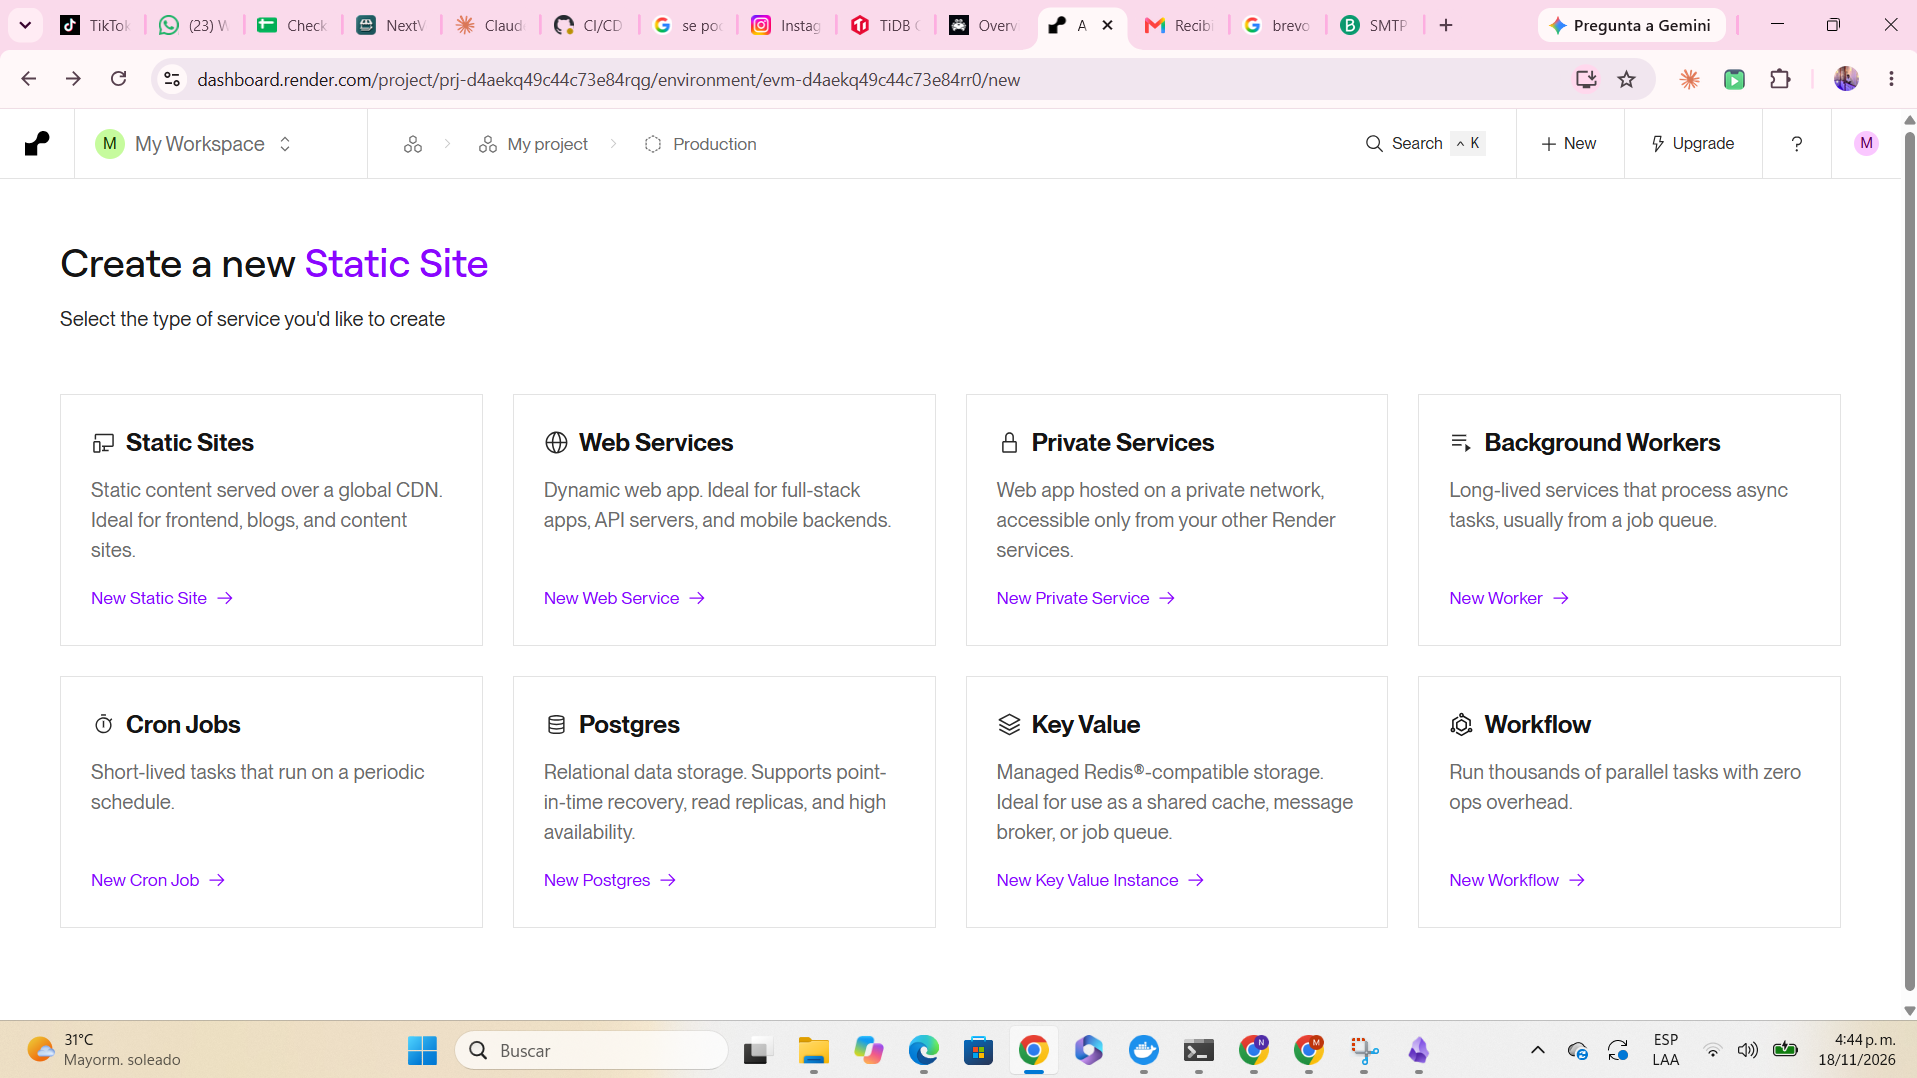 TikTok
(23) W
Check
NextV
Claud
CI/CD
se poc
Instag
TiDB C
Overv
A
Recibi
brevo
SMTP
Pregunta a Gemini
dashboard.render.com/project/prj-d4aekq49c44c73e84rqg/environment/evm-d4aekq49c44c73e84rr0/new
M My Workspace
My project
Production
Search ^ K
+ New
Upgrade
?
M
Create a new Static Site
Select the type of service you'd like to create
Static Sites
Static content served over a global CDN.
Ideal for frontend, blogs, and content
sites.
New Static Site →
Web Services
Dynamic web app. Ideal for full-stack
apps, API servers, and mobile backends.
New Web Service →
Private Services
Web app hosted on a private network,
accessible only from your other Render
services.
New Private Service →
Background Workers
Long-lived services that process async
tasks, usually from a job queue.
New Worker →
Cron Jobs
Short-lived tasks that run on a periodic
schedule.
New Cron Job →
Postgres
Relational data storage. Supports point-
in-time recovery, read replicas, and high
availability.
New Postgres →
Key Value
Managed Redis®-compatible storage.
Ideal for use as a shared cache, message
broker, or job queue.
New Key Value Instance →
Workflow
Run thousands of parallel tasks with zero
ops overhead.
New Workflow →
31°C
Mayorm. soleado
Buscar
N
M
ESP
LAA
4:44 p. m.
18/11/2026